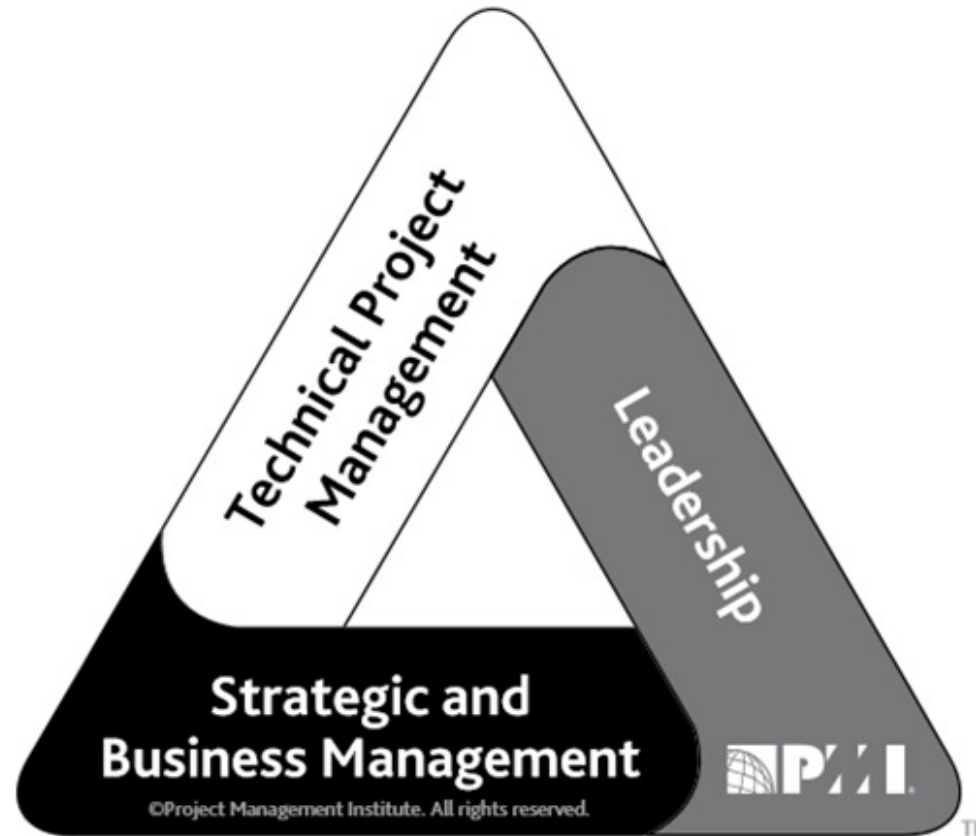 Technical Project
Management
Leadership
Strategic and
Business Management
©Project Management Institute. All rights reserved.
PMI.